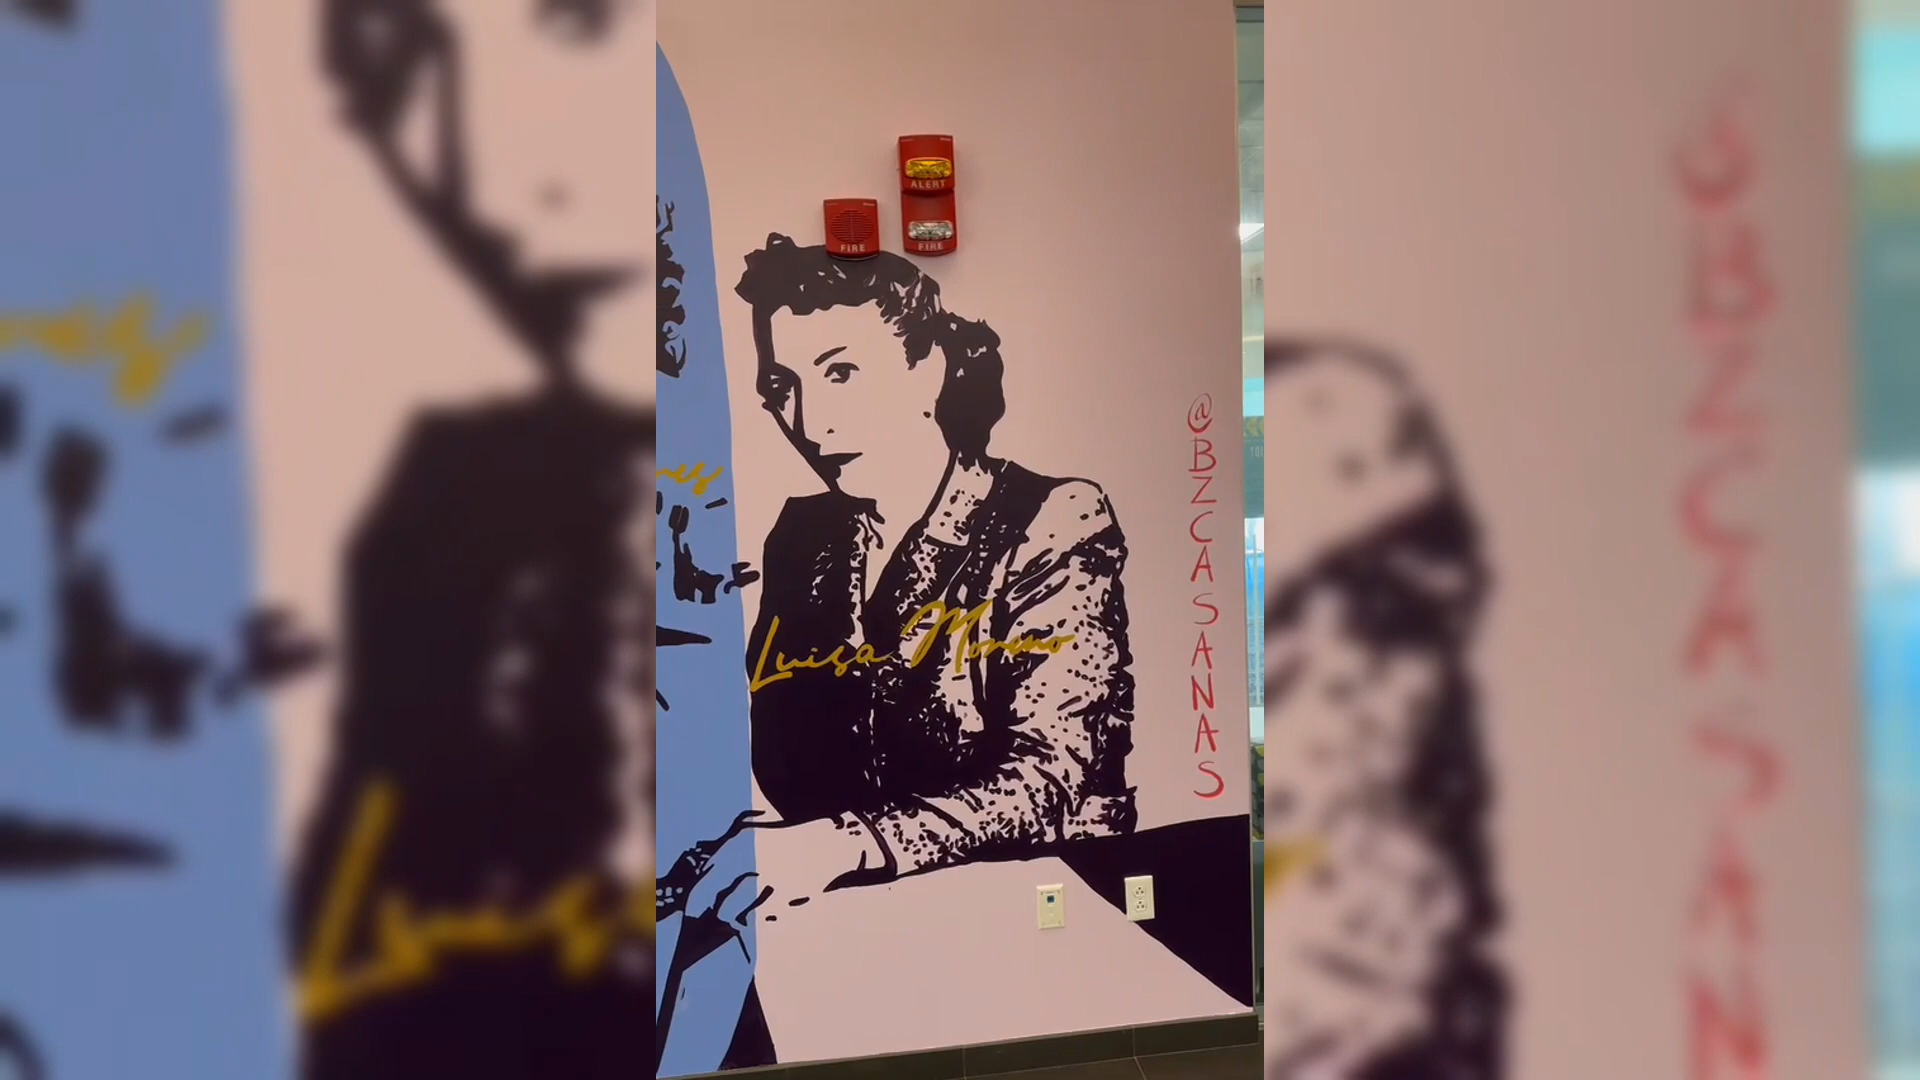 ALERT
FIRE
FIRE
Luisa Moreno
@BZCASANAS